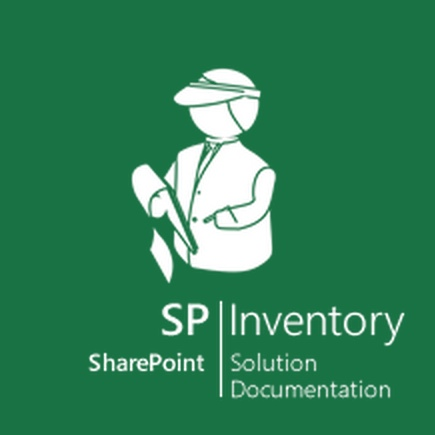 SP Inventory
SharePoint Solution
Documentation